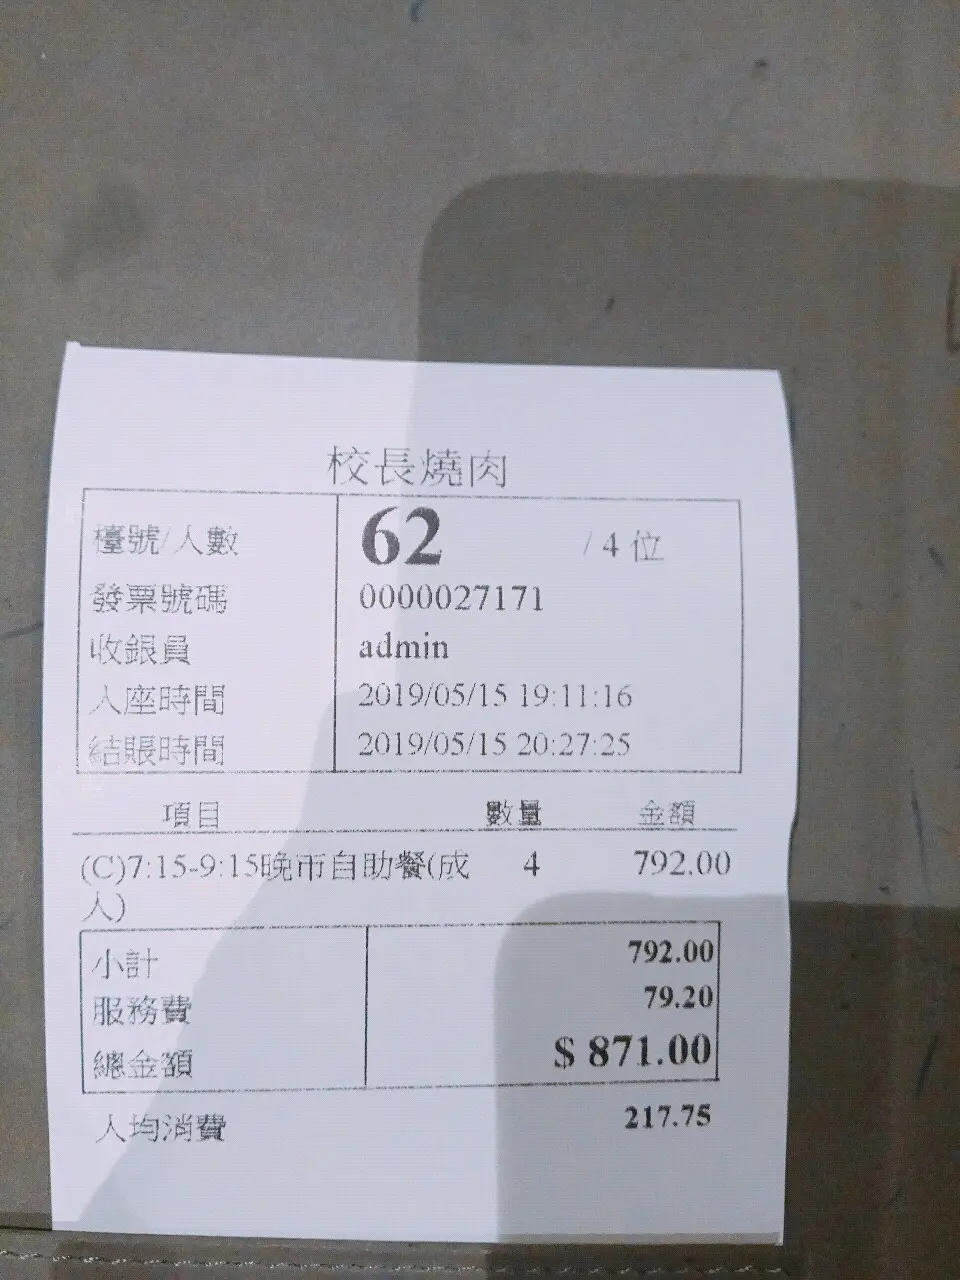 校長燒肉
檯號/人數 62 / 4 位
發票號碼 0000027171
收銀員 admin
入座時間 2019/05/15 19:11:16
結賬時間 2019/05/15 20:27:25
項目 數量 金額
(C)7:15-9:15晚市自助餐(成 4 792.00
人)
小計 792.00
服務費 79.20
總金額 $ 871.00
人均消費 217.75